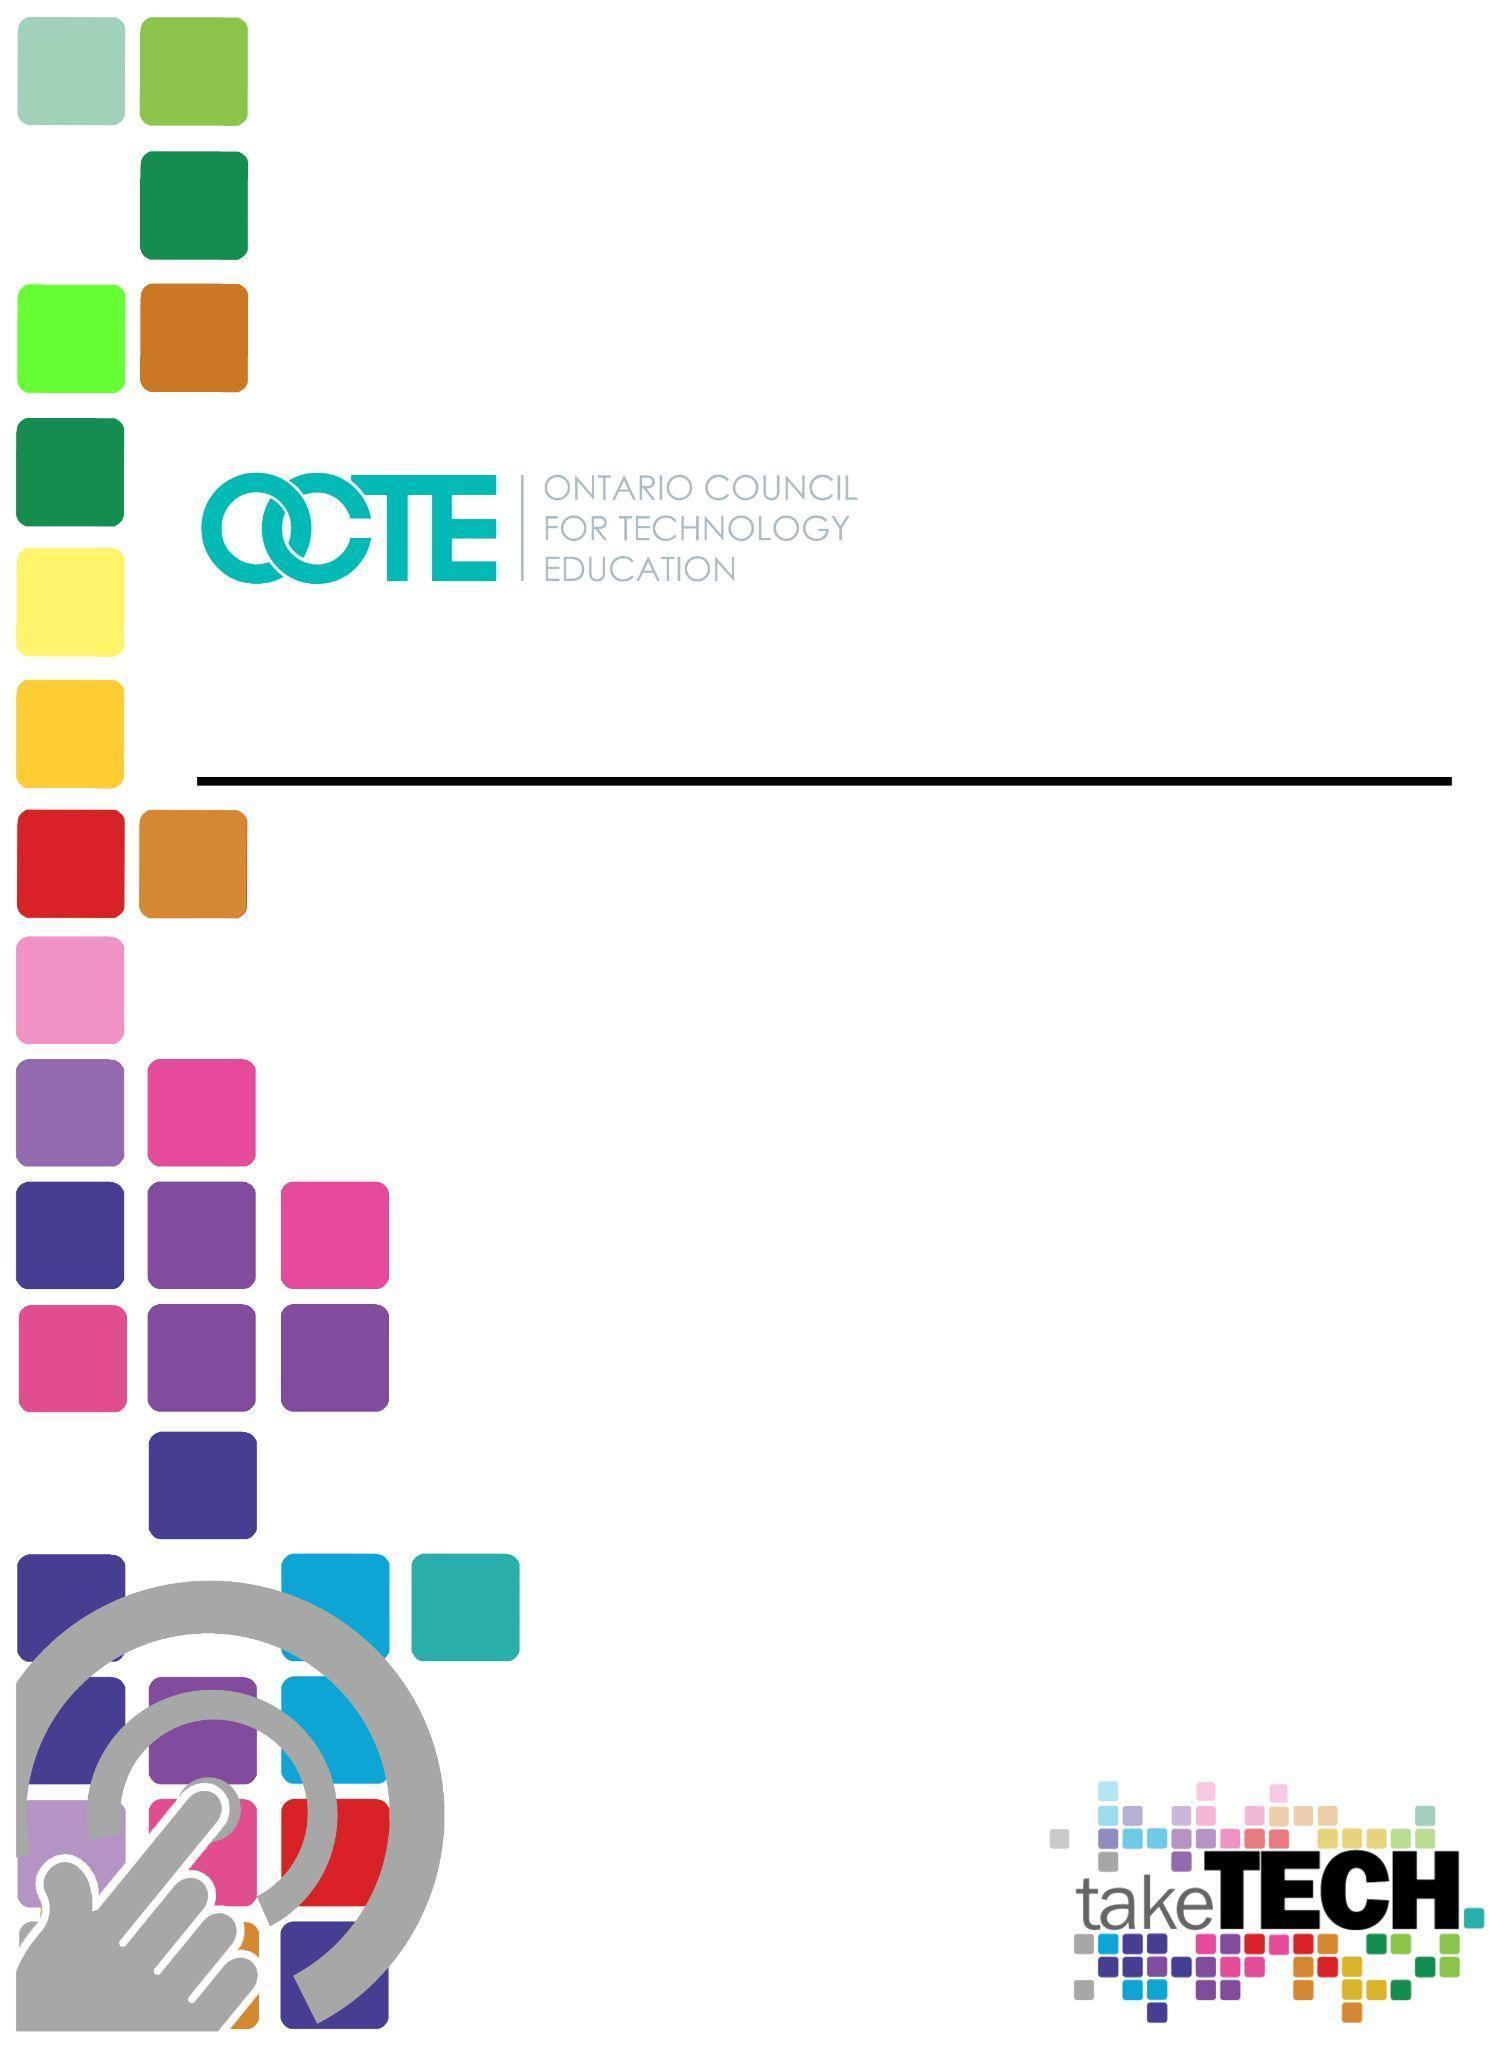 OCTE
ONTARIO COUNCIL
FOR TECHNOLOGY
EDUCATION
takeTECH.